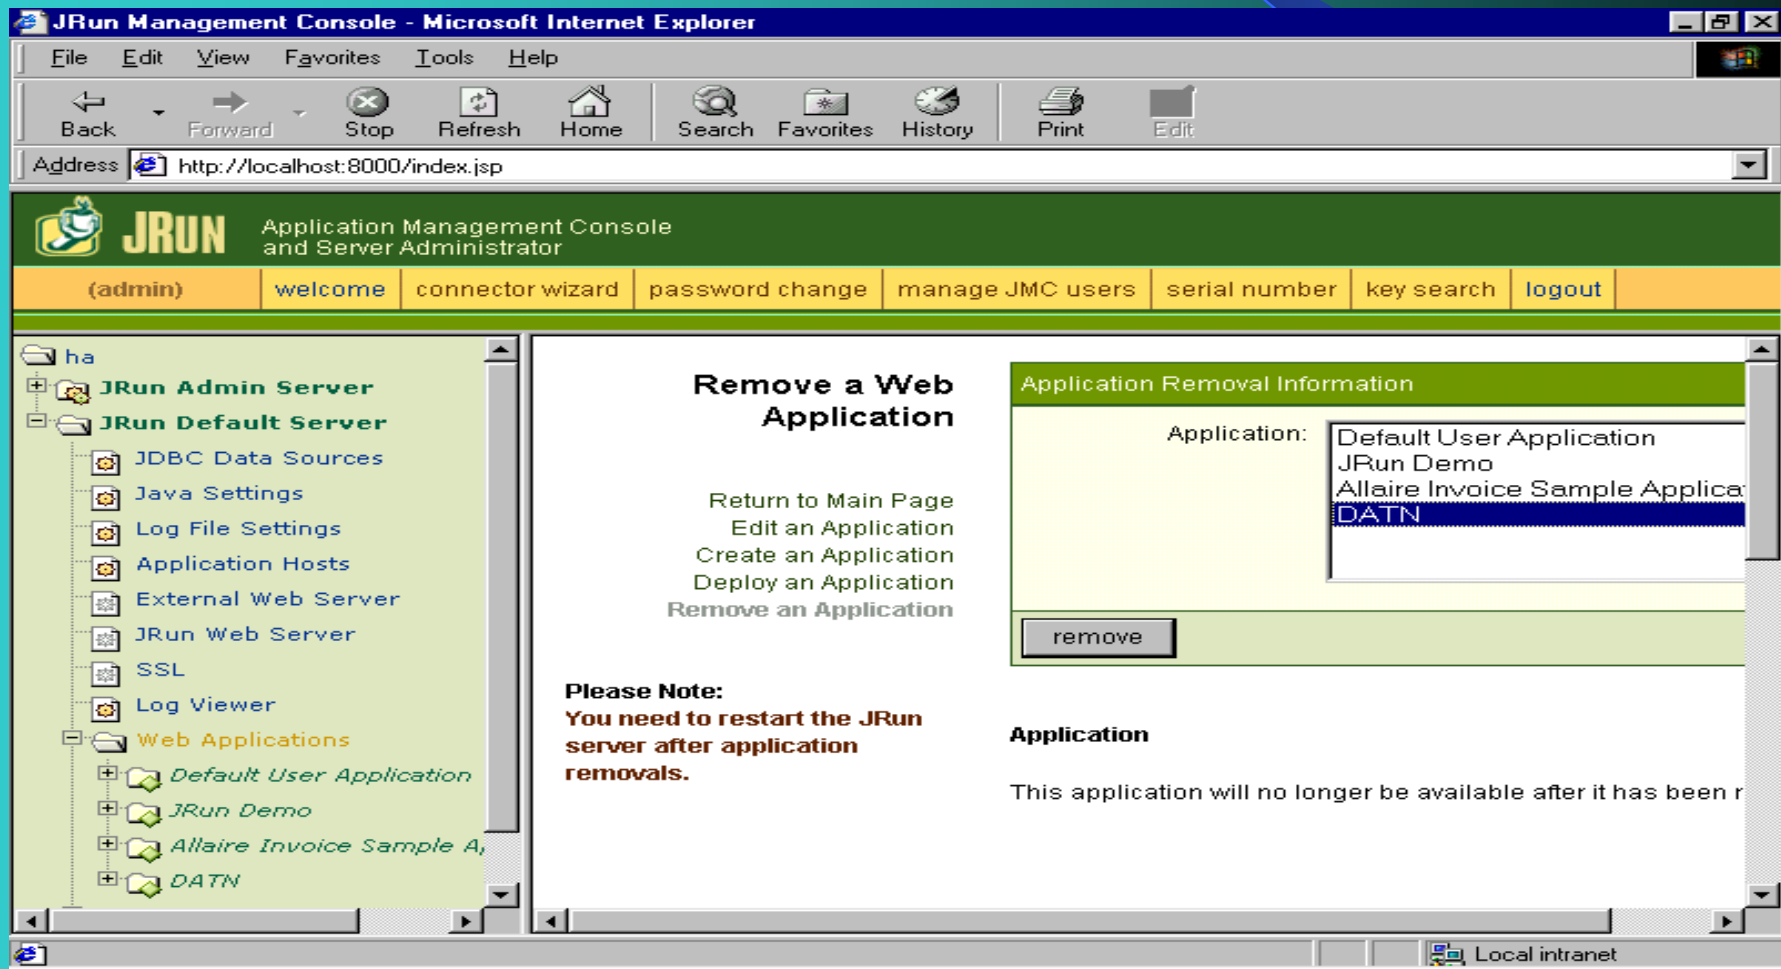 JRun Management Console - Microsoft Internet Explorer
File Edit View Favorites Tools Help
Back Forward Stop Refresh Home Search Favorites History Print Edit
Address http://localhost:8000/index.jsp
JRUN
Application Management Console
and Server Administrator
(admin) welcome connector wizard password change manage JMC users serial number key search logout
ha
JRun Admin Server
JRun Default Server
JDBC Data Sources
Java Settings
Log File Settings
Application Hosts
External Web Server
JRun Web Server
SSL
Log Viewer
Web Applications
Default User Application
JRun Demo
Allaire Invoice Sample A
DATN
Remove a Web
Application
Return to Main Page
Edit an Application
Create an Application
Deploy an Application
Remove an Application
Please Note:
You need to restart the JRun
server after application
removals.
Application Removal Information
Application:
Default User Application
JRun Demo
Allaire Invoice Sample Applica
DATN
remove
Application
This application will no longer be available after it has been r
Local intranet